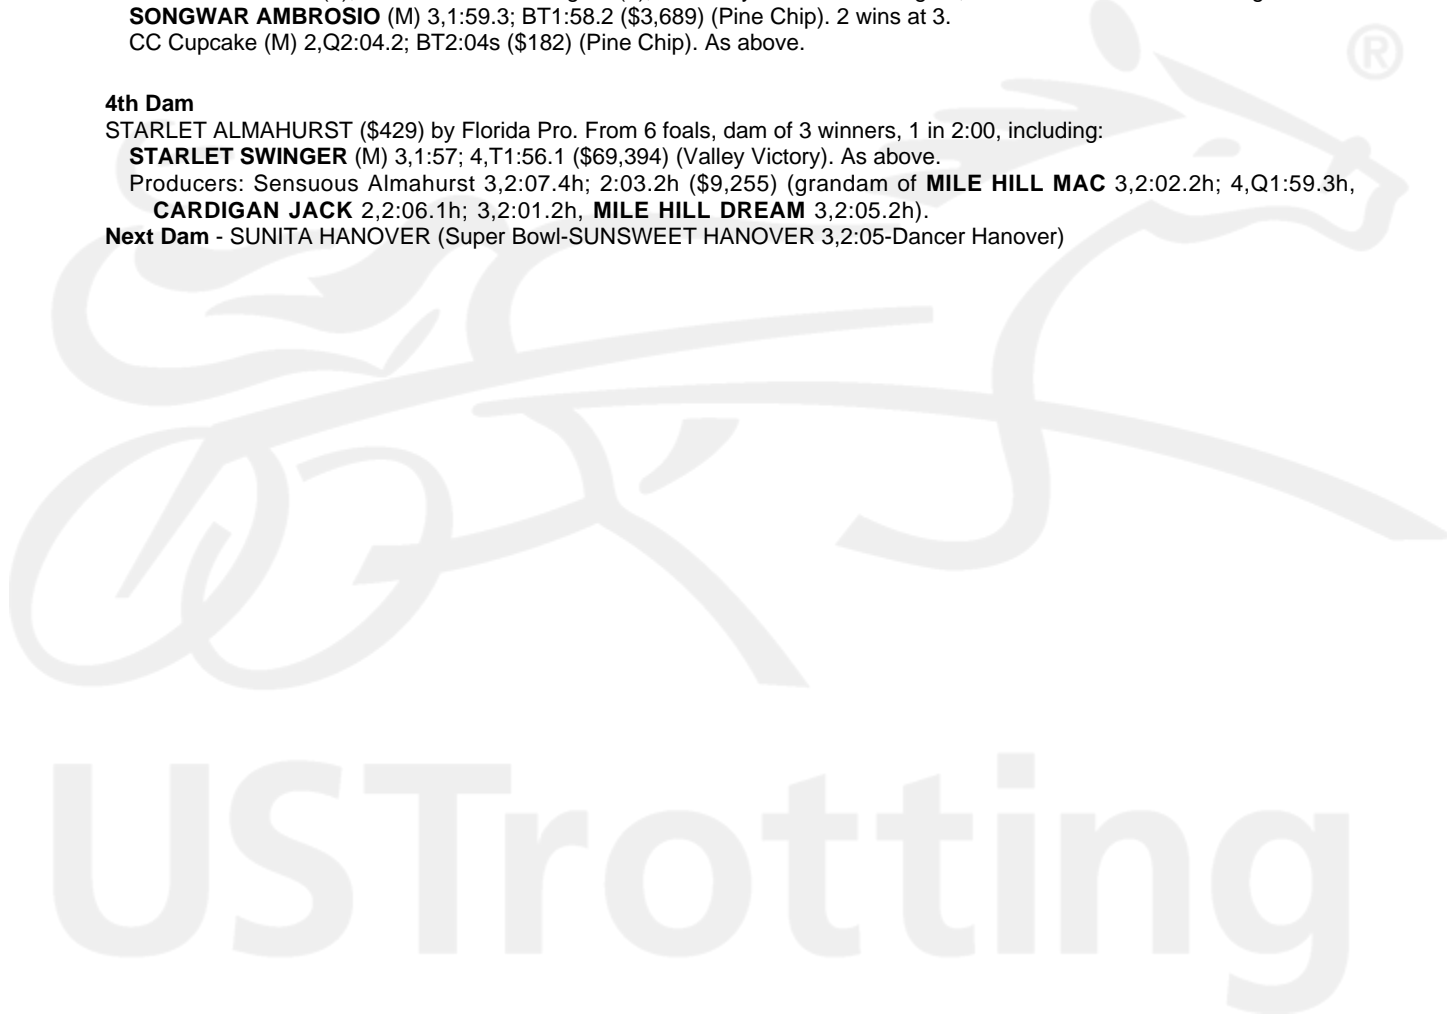 SONGWAR AMBROSIO (M) 3,1:59.3; BT1:58.2 ($3,689) (Pine Chip). 2 wins at 3.
CC Cupcake (M) 2,Q2:04.2; BT2:04s ($182) (Pine Chip). As above.
4th Dam
STARLET ALMAHURST ($429) by Florida Pro. From 6 foals, dam of 3 winners, 1 in 2:00, including:
STARLET SWINGER (M) 3,1:57; 4,T1:56.1 ($69,394) (Valley Victory). As above.
Producers: Sensuous Almahurst 3,2:07.4h; 2:03.2h ($9,255) (grandam of MILE HILL MAC 3,2:02.2h; 4,Q1:59.3h,
CARDIGAN JACK 2,2:06.1h; 3,2:01.2h, MILE HILL DREAM 3,2:05.2h).
Next Dam - SUNITA HANOVER (Super Bowl-SUNSWEET HANOVER 3,2:05-Dancer Hanover)
®
USTrotting